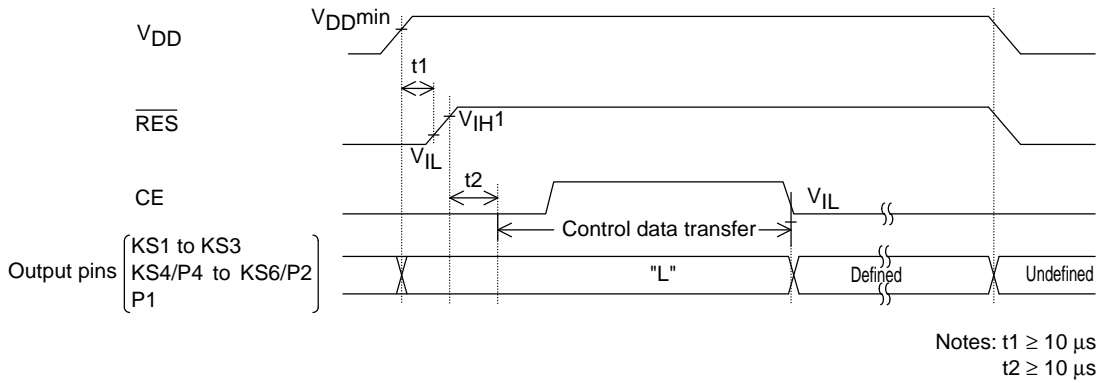 VDD
VDDmin
t1
RES
VIH1
VIL
t2
CE
VIL
Control data transfer
Output pins
KS1 to KS3
KS4/P4 to KS6/P2
P1
"L"
Defined
Undefined
Notes: t1 ≥ 10 μs
t2 ≥ 10 μs